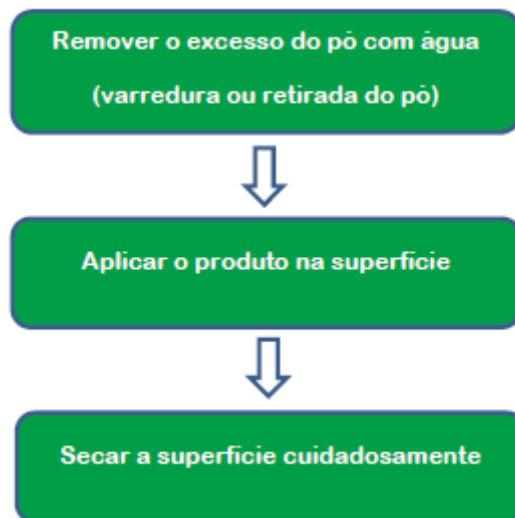 Remover o excesso do pó com água
(varredura ou retirada do pó)
Aplicar o produto na superfície
Secar a superfície cuidadosamente